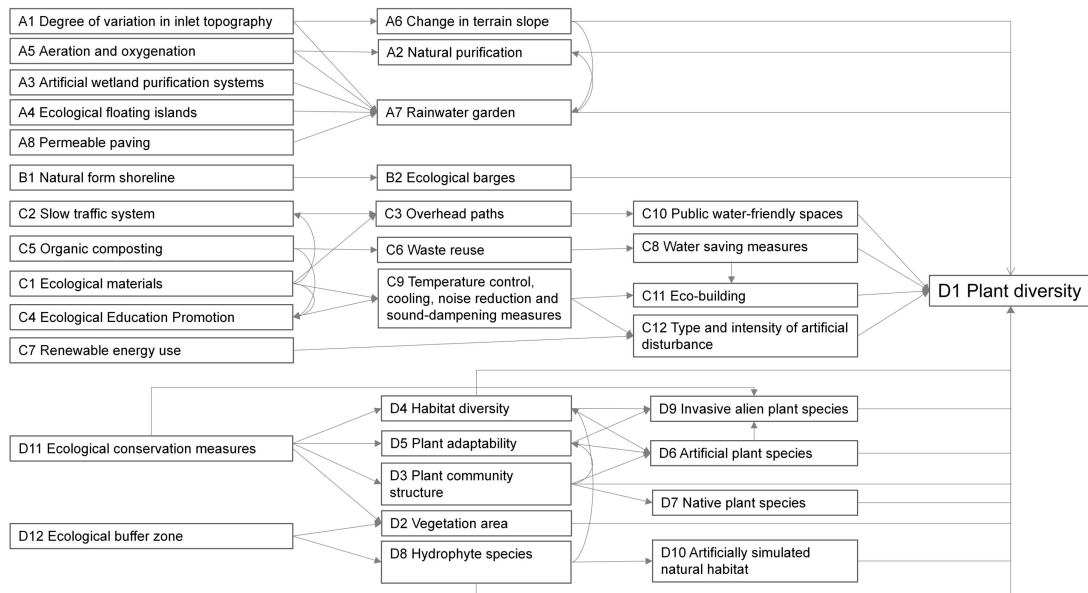 A1 Degree of variation in inlet topography
A5 Aeration and oxygenation
A3 Artificial wetland purification systems
A4 Ecological floating islands
A8 Permeable paving
B1 Natural form shoreline
C2 Slow traffic system
C5 Organic composting
C1 Ecological materials
C4 Ecological Education Promotion
C7 Renewable energy use
D11 Ecological conservation measures
D12 Ecological buffer zone
A6 Change in terrain slope
A2 Natural purification
A7 Rainwater garden
B2 Ecological barges
C3 Overhead paths
C6 Waste reuse
C9 Temperature control,
cooling, noise reduction and
sound-dampening measures
D4 Habitat diversity
D5 Plant adaptability
D3 Plant community
structure
D2 Vegetation area
D8 Hydrophyte species
C10 Public water-friendly spaces
C8 Water saving measures
C11 Eco-building
C12 Type and intensity of artificial
disturbance
D9 Invasive alien plant species
D6 Artificial plant species
D7 Native plant species
D10 Artificially simulated
natural habitat
D1 Plant diversity